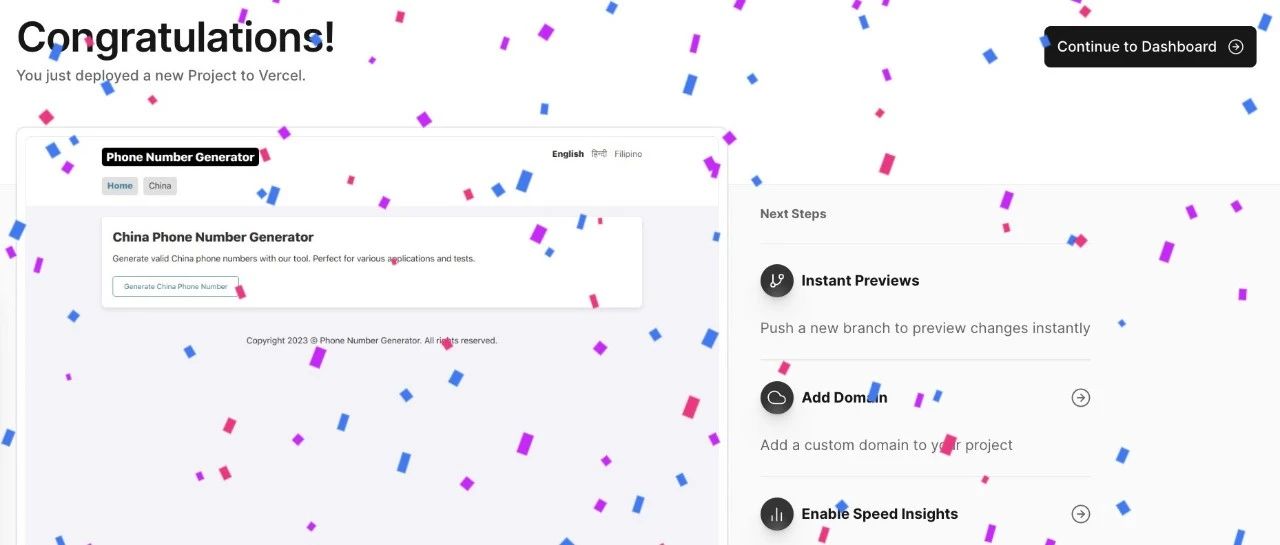 Congratulations!
You just deployed a new Project to Vercel.
Continue to Dashboard
Phone Number Generator
English हिन्दी Filipino
Home China
China Phone Number Generator
Generate valid China phone numbers with our tool. Perfect for various applications and tests.
Generate China Phone Number
Copyright 2023 © Phone Number Generator. All rights reserved.
Next Steps
Instant Previews
Push a new branch to preview changes instantly
Add Domain
Add a custom domain to your project
Enable Speed Insights